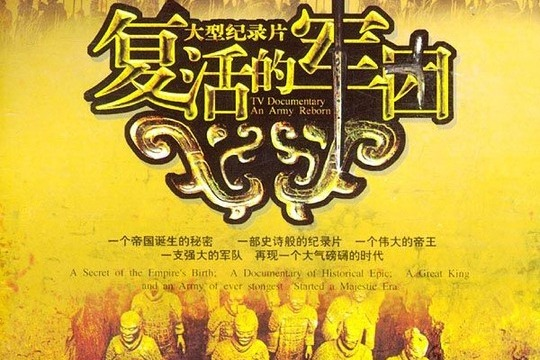 大型纪录片
复活的军团
TV Documentary
An Army Reborn
一个帝国诞生的秘密 一部史诗般的纪录片 一个伟大的帝王
一支强大的军队 再现一个大气磅礴的时代
A Secret of the Empire's Birth; A Documentary of Historical Epic; A Great King
and an Army of ever stongest Started a Majestic Era